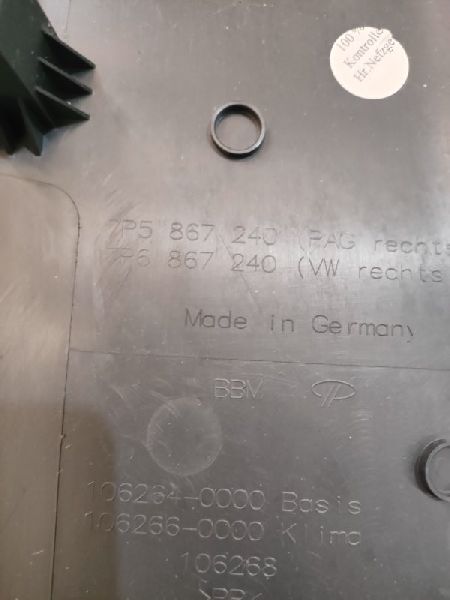 100%
Kontrolle
Hr. Nefzger
7P5 867 240 (PAG rechts
7P6 867 240 (VW rechts
Made in Germany
BBM
106264-0000 Basis
106266-0000 Klima
106268
>PP<